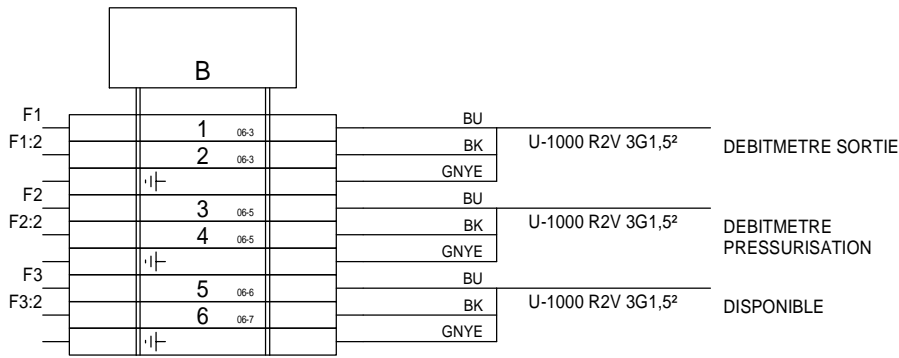 B
F1
1 06-3 BU
F1:2
2 06-3 BK U-1000 R2V 3G1,5² DEBITMETRE SORTIE
GNYE
F2
3 06-5 BU
F2:2
4 06-5 BK U-1000 R2V 3G1,5² DEBITMETRE
PRESSURISATION
GNYE
F3
5 06-6 BU
F3:2
6 06-7 BK U-1000 R2V 3G1,5² DISPONIBLE
GNYE